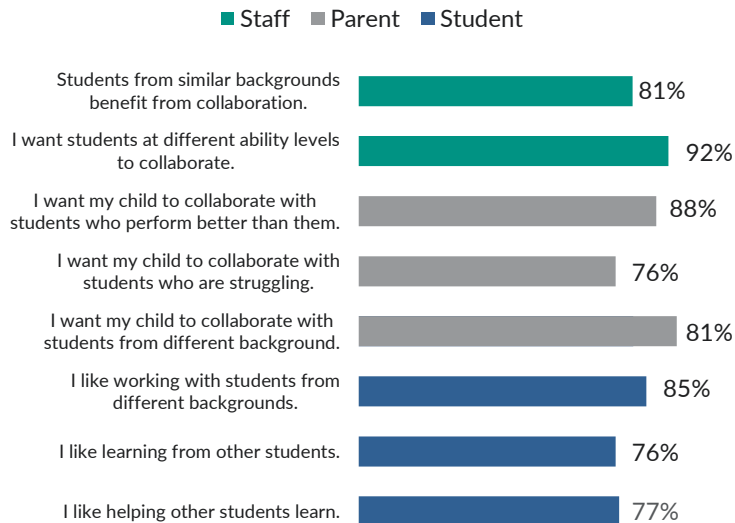 Staff Parent Student
Students from similar backgrounds
benefit from collaboration.
81%
I want students at different ability levels
to collaborate.
92%
I want my child to collaborate with
students who perform better than them.
88%
I want my child to collaborate with
students who are struggling.
76%
I want my child to collaborate with
students from different background.
81%
I like working with students from
different backgrounds.
85%
I like learning from other students.
76%
I like helping other students learn.
77%